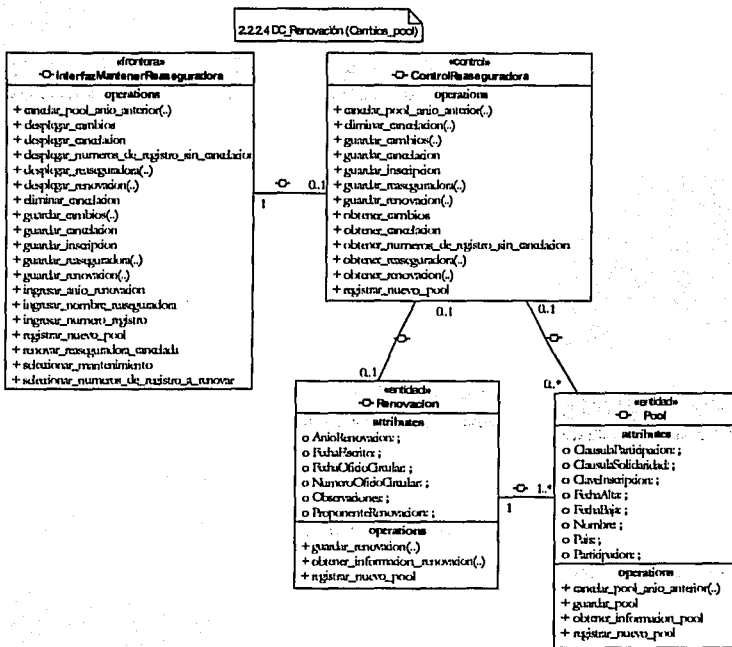 2.2.2.4 DC_Renovación (Cambios_pool)
«frontera»
InterfazMantenerReaseguradora
operations
+ cancelar_pool_anio_anterior(..)
+ desplegar_cambios
+ desplegar_cancelacion
+ desplegar_numeros_de_registro_sin_cancelacion
+ desplegar_reaseguradora(..)
+ desplegar_renovacion(..)
+ eliminar_cancelacion
+ guardar_cambios(..)
+ guardar_cancelacion
+ guardar_inscripcion
+ guardar_reaseguradora(..)
+ guardar_renovacion(..)
+ ingresar_anio_renovacion
+ ingresar_nombre_reaseguradora
+ ingresar_numero_registro
+ registrar_nuevo_pool
+ renovar_reaseguradora_cancelada
+ seleccionar_mantenimiento
+ seleccionar_numeros_de_registro_a_renovar
1
0..1
«control»
ControlReaseguradora
operations
+ cancelar_pool_anio_anterior(..)
+ eliminar_cancelacion(..)
+ guardar_cambios(..)
+ guardar_cancelacion
+ guardar_inscripcion
+ guardar_reaseguradora(..)
+ guardar_renovacion(..)
+ obtener_cambios
+ obtener_cancelacion
+ obtener_numeros_de_registro_sin_cancelacion
+ obtener_reaseguradora(..)
+ obtener_renovacion(..)
+ registrar_nuevo_pool
0..1
0..1
0..1
0..*
«entidad»
Renovacion
attributes
o AnioRenovacion: ;
o FechaEscrito: ;
o FechaOficioCircular: ;
o NumeroOficioCircular: ;
o Observaciones: ;
o ProponenteRenovacion: ;
operations
+ guardar_renovacion(..)
+ obtener_informacion_renovacion(..)
+ registrar_nuevo_pool
1
1..*
«entidad»
Pool
attributes
o ClausulaParticipacion: ;
o ClausulaSolidaridad: ;
o ClaveInscripcion: ;
o FechaAlta: ;
o FechaBaja: ;
o Nombre: ;
o Pais: ;
o Participacion: ;
operations
+ cancelar_pool_anio_anterior(..)
+ guardar_pool
+ obtener_informacion_pool
+ registrar_nuevo_pool